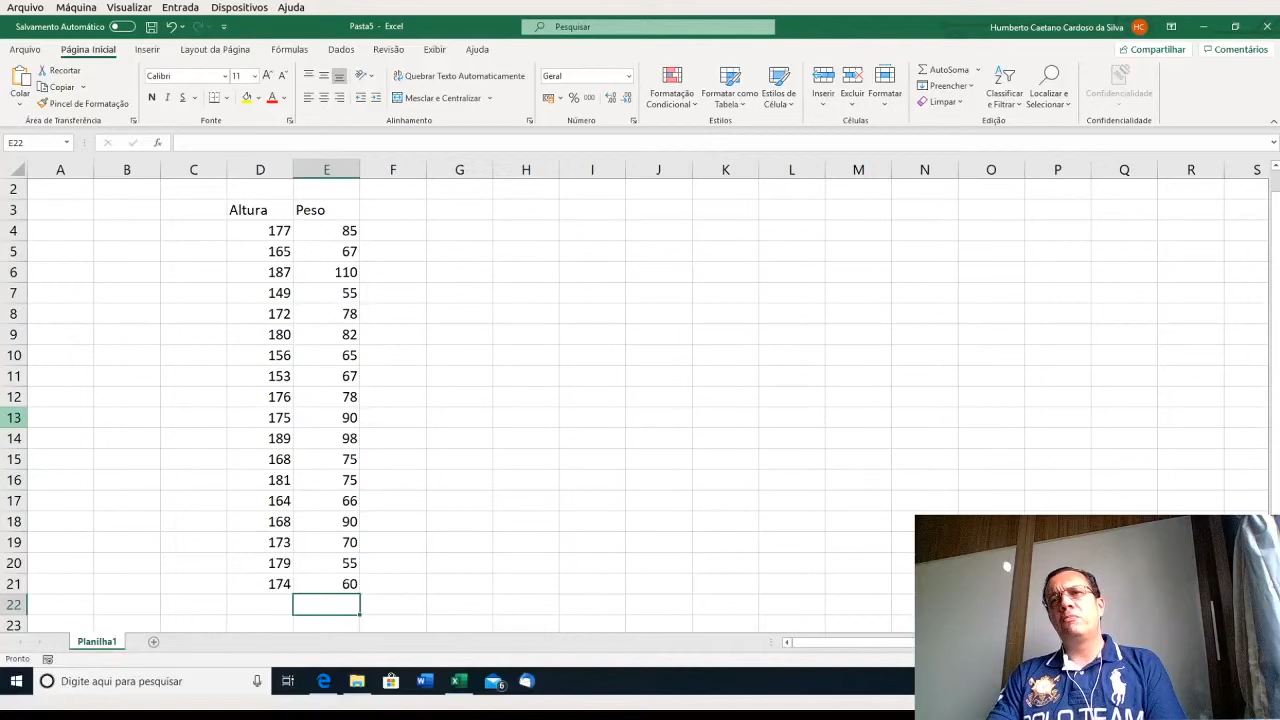 Arquivo Máquina Visualizar Entrada Dispositivos Ajuda
Salvamento Automático Pasta5 - Excel Pesquisar Humberto Caetano Cardoso da Silva HC
Arquivo Página Inicial Inserir Layout da Página Fórmulas Dados Revisão Exibir Ajuda Compartilhar Comentários
Colar Recortar Copiar Pincel de Formatação
Área de Transferência
Calibri 11 N I S A
Fonte
Quebrar Texto Automaticamente
Mesclar e Centralizar
Alinhamento
Geral
% 000
Número
Formatação Condicional Formatar como Tabela Estilos de Célula
Estilos
Inserir Excluir Formatar
Células
AutoSoma Preencher Limpar Classificar e Filtrar Localizar e Selecionar
Edição
Confidencialidade
Confidencialidade
E22 fx
A B C D E F G H I J K L M N O P Q R S
2
3 Altura Peso
4 177 85
5 165 67
6 187 110
7 149 55
8 172 78
9 180 82
10 156 65
11 153 67
12 176 78
13 175 90
14 189 98
15 168 75
16 181 75
17 164 66
18 168 90
19 173 70
20 179 55
21 174 60
22
23
Planilha1
Pronto
Digite aqui para pesquisar 6
POLO TEAM